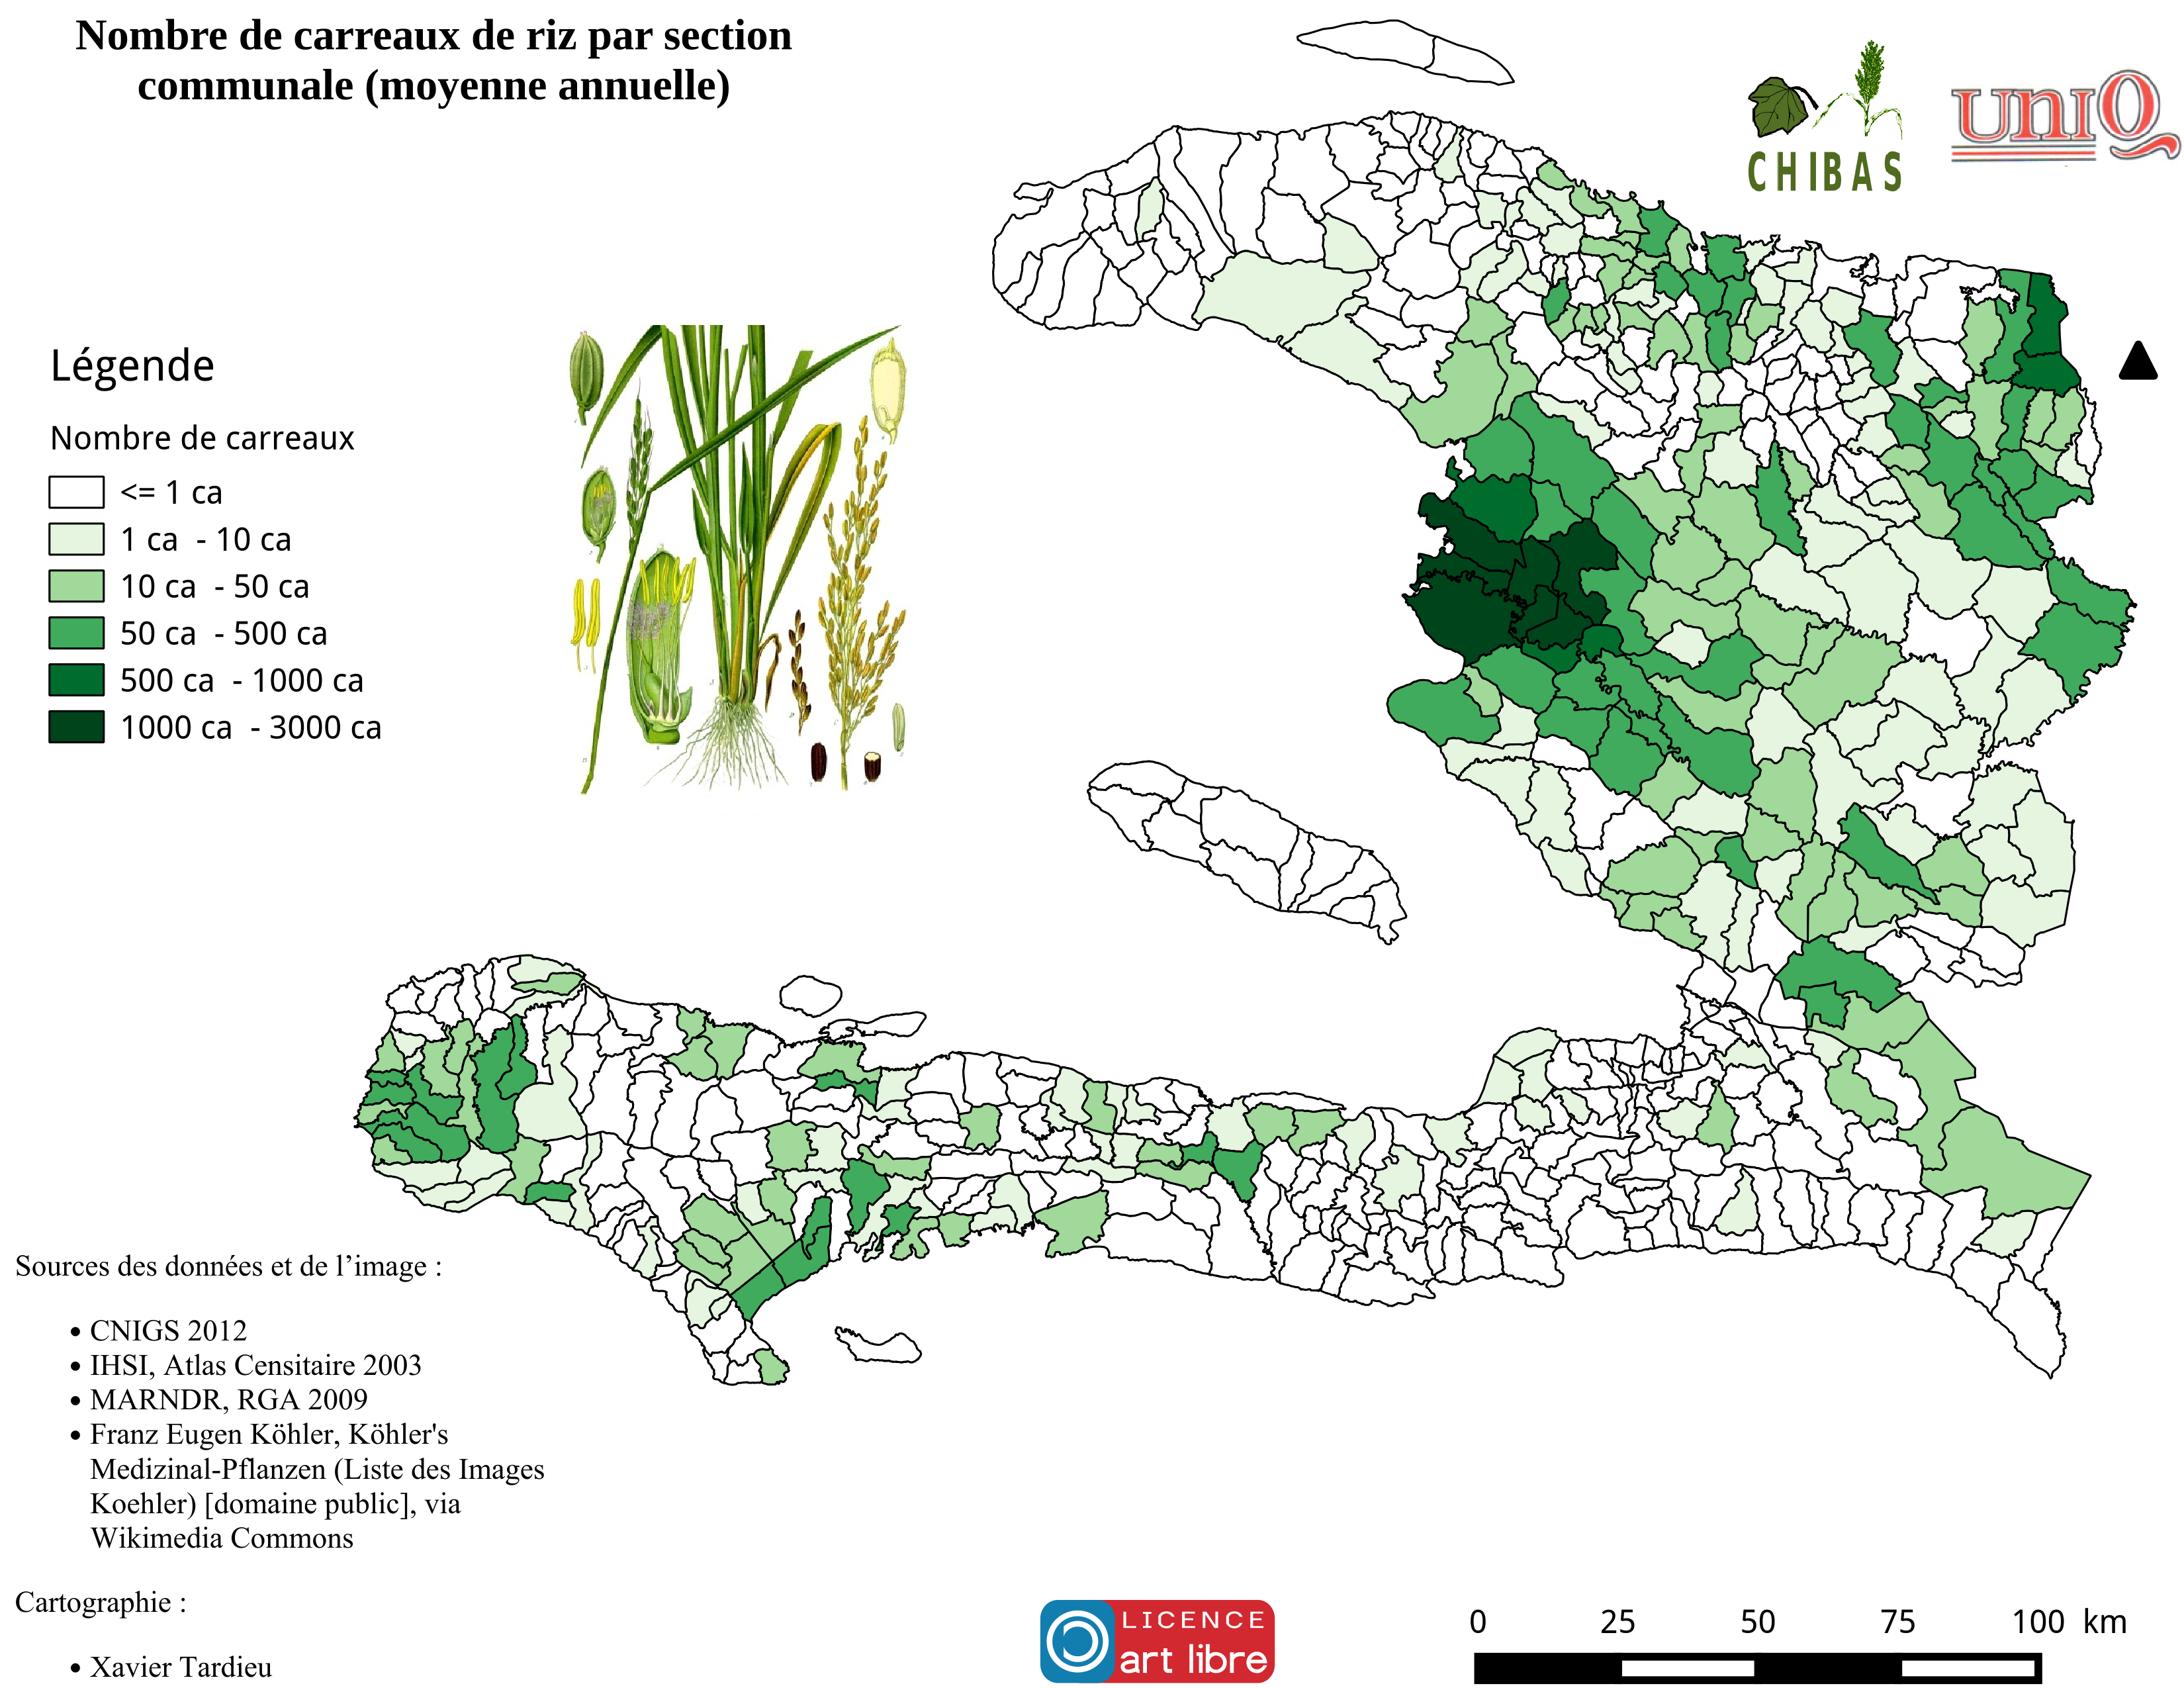 Nombre de carreaux de riz par section
communale (moyenne annuelle)
CHIBAS
UNIQ
Légende
Nombre de carreaux
<= 1 ca
1 ca - 10 ca
10 ca - 50 ca
50 ca - 500 ca
500 ca - 1000 ca
1000 ca - 3000 ca
Sources des données et de l’image :
• CNIGS 2012
• IHSI, Atlas Censitaire 2003
• MARNDR, RGA 2009
• Franz Eugen Köhler, Köhler's
Medizinal-Pflanzen (Liste des Images
Koehler) [domaine public], via
Wikimedia Commons
Cartographie :
• Xavier Tardieu
LICENCE
art libre
0 25 50 75 100 km